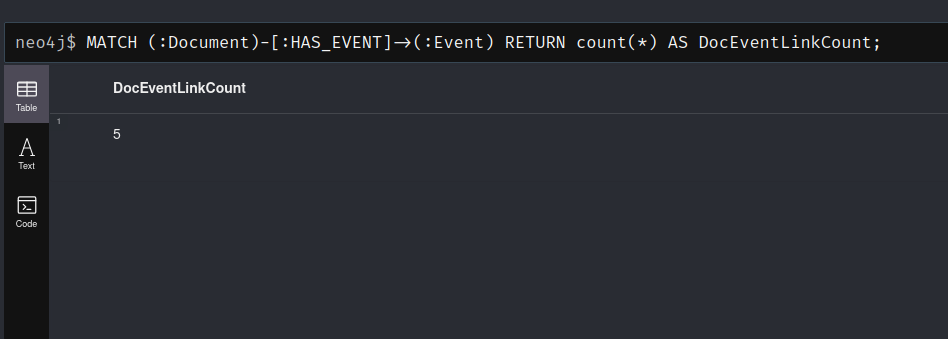 neo4j$ MATCH (:Document)-[:HAS_EVENT]->(:Event) RETURN count(*) AS DocEventLinkCount;
DocEventLinkCount
Table
1
5
Text
Code